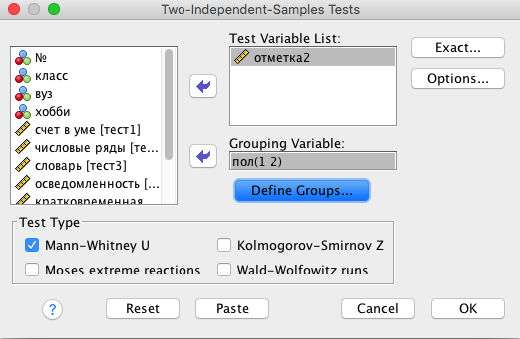 Two-Independent-Samples Tests
№
класс
вуз
хобби
счет в уме [тест1]
числовые ряды [те...
словарь [тест3]
осведомленность [...
кратковременная
Test Variable List:
отметка2
Grouping Variable:
пол(1 2)
Define Groups...
Exact...
Options...
Test Type
Mann-Whitney U
Kolmogorov-Smirnov Z
Moses extreme reactions
Wald-Wolfowitz runs
?
Reset
Paste
Cancel
OK